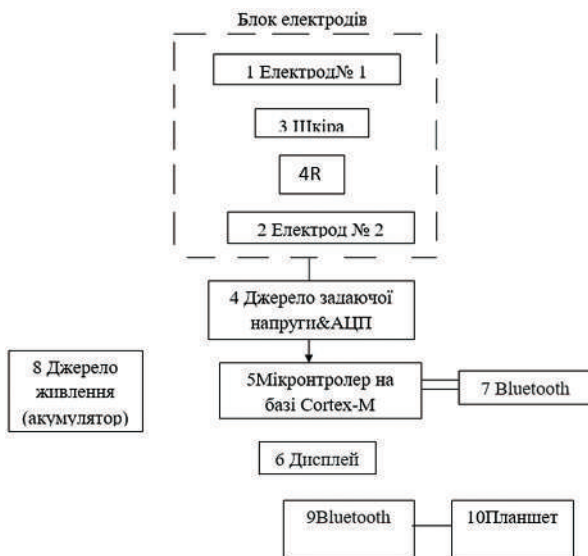 Блок електродів
1 Електрод№ 1
3 Шкіра
4R
2 Електрод № 2
4 Джерело задаючої
напруги&АЦП
8 Джерело
живлення
(акумулятор)
5Мікронтролер на
базі Cortex-M
7 Bluetooth
6 Дисплей
9Bluetooth
10Планшет